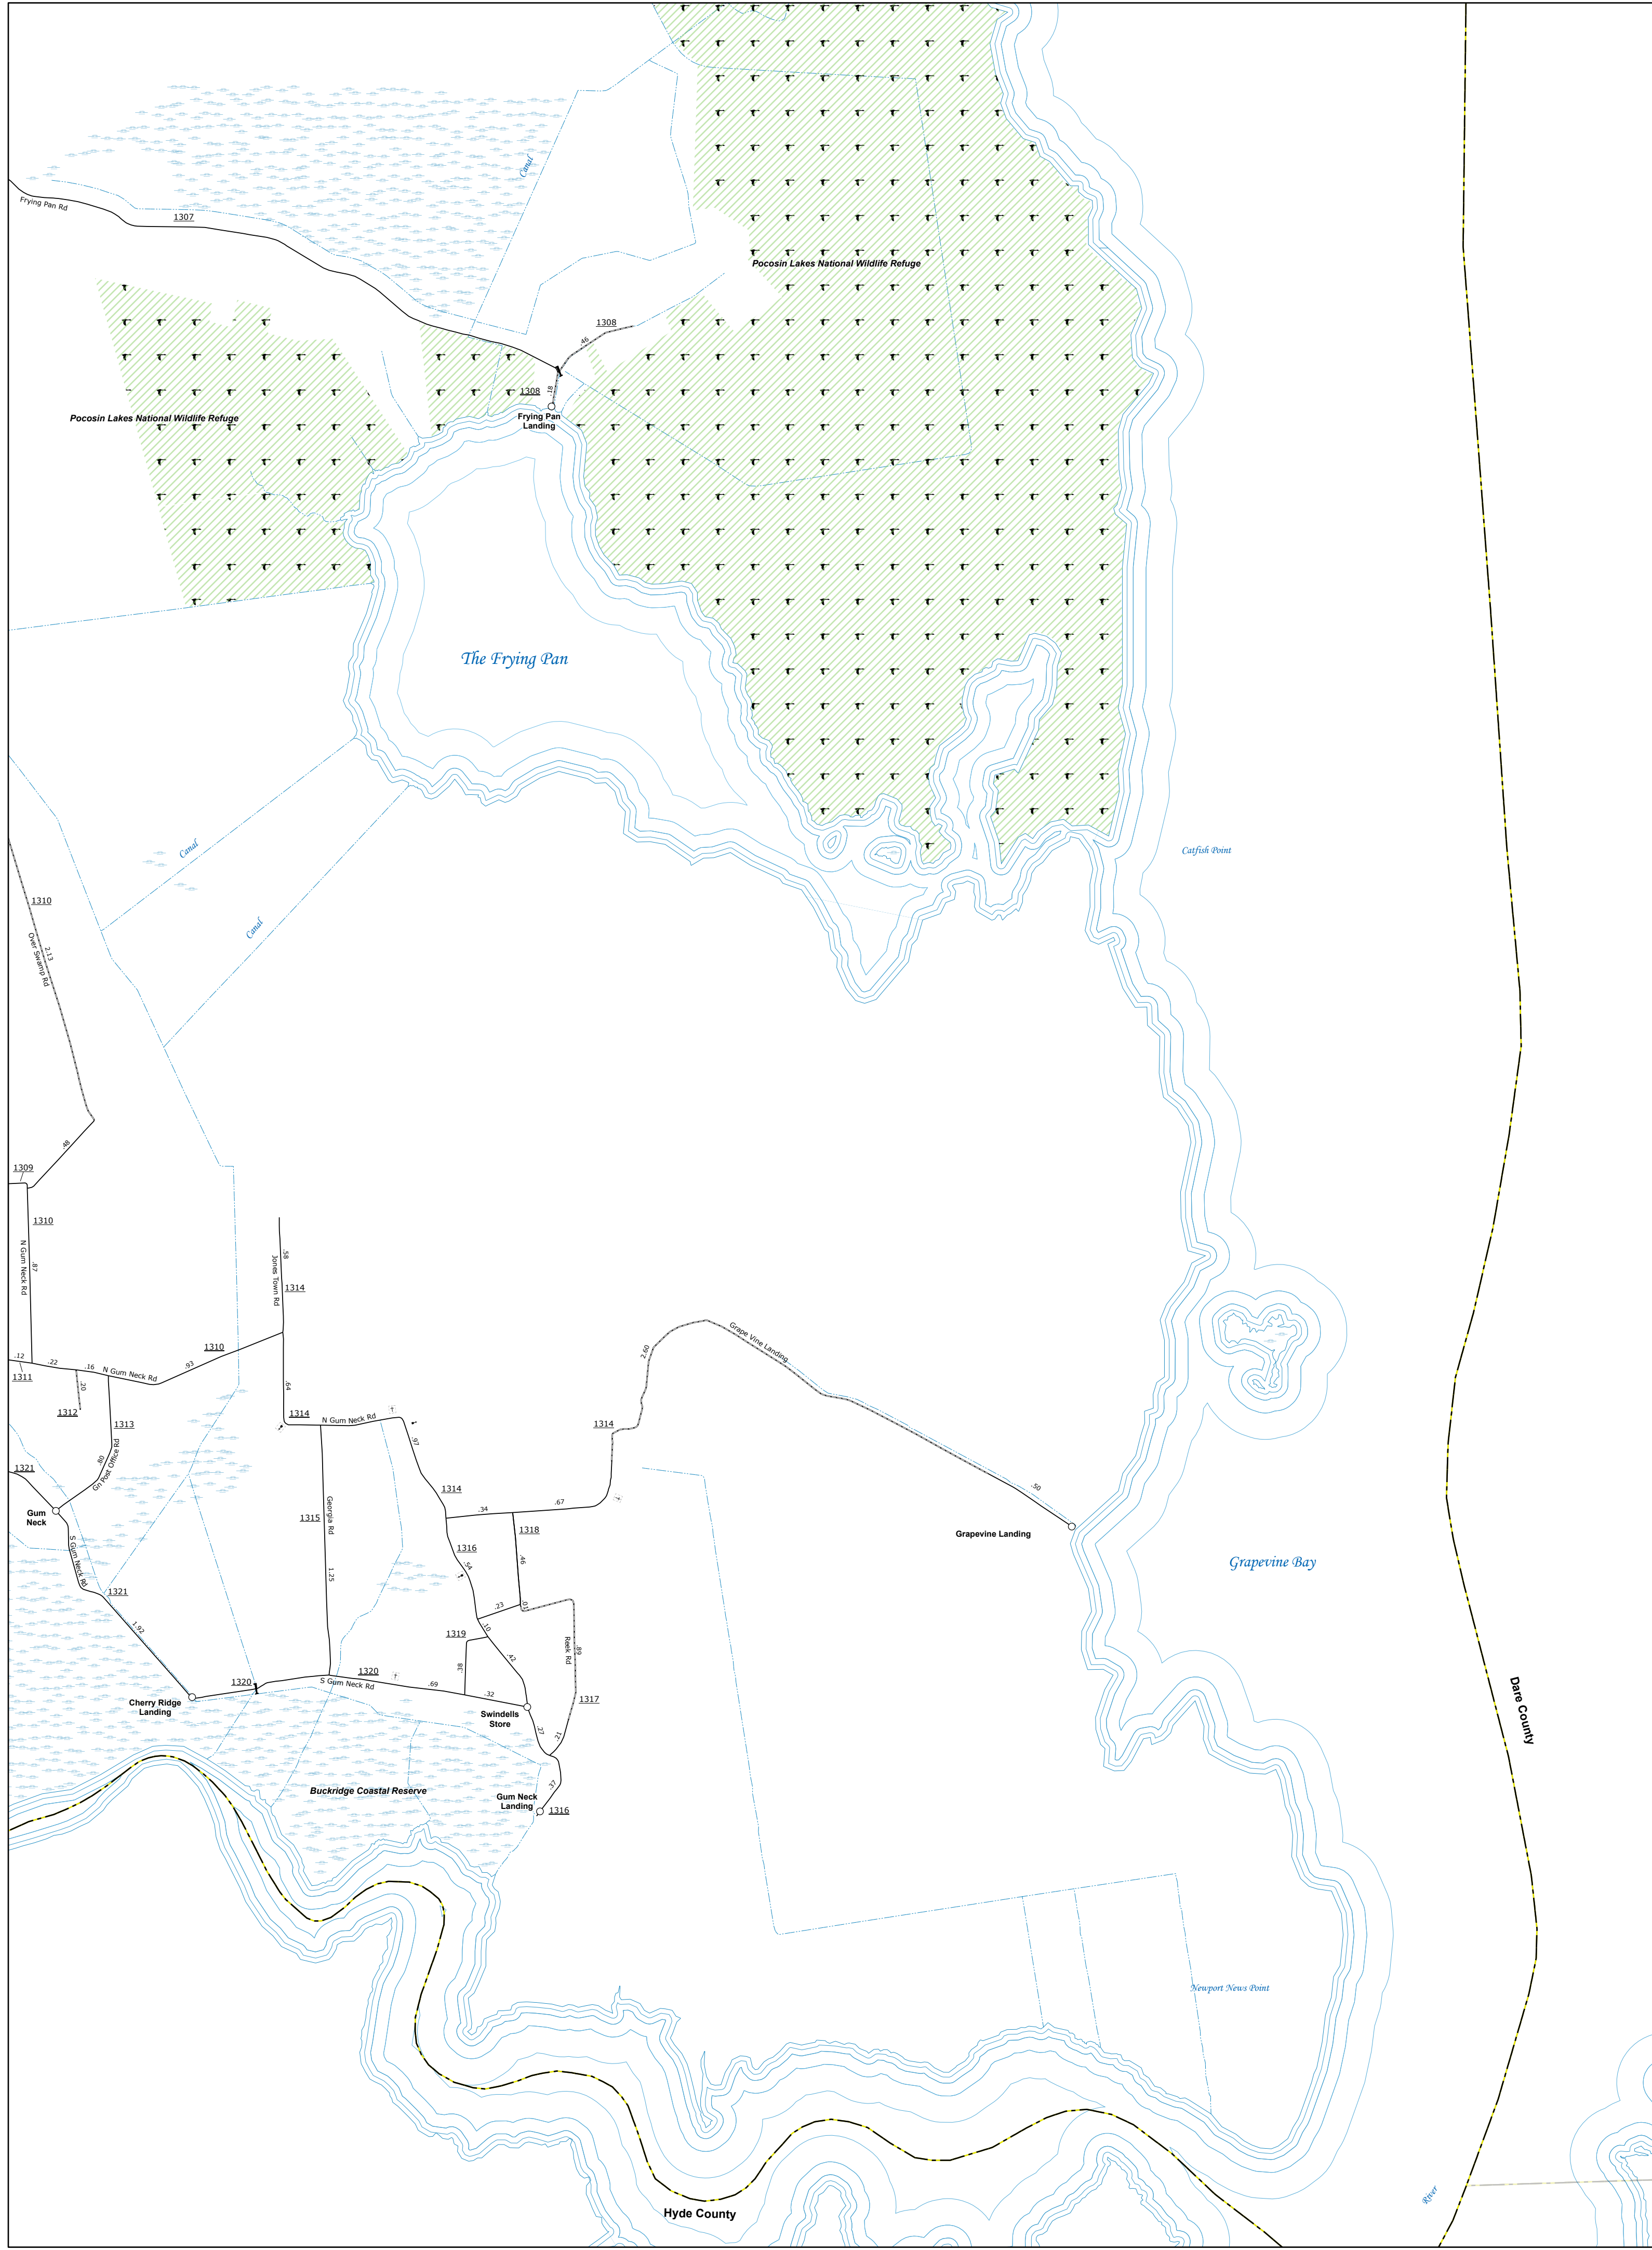 Canal
Frying Pan Rd
1307
Pocosin Lakes National Wildlife Refuge
1308
.46
1308
.18
Frying Pan
Landing
Pocosin Lakes National Wildlife Refuge
The Frying Pan
Canal
Catfish Point
1310
Canal
2.13
Over Swamp Rd
.48
1309
1310
N Gum Neck Rd
.87
.58
Jones Town Rd
1314
Grape Vine Landing
2.60
1310
.12
.22
.16
N Gum Neck Rd
.93
1311
.20
1312
1313
.64
1314
N Gum Neck Rd
1314
.97
.80
Gn Post Office Rd
1321
Gum
Neck
1315
Georgia Rd
1314
.34
.67
.50
1318
Grapevine Landing
1316
.46
Grapevine Bay
S Gum Neck Rd
1321
1.25
.54
.23
.01
1.92
.10
1319
.42
Reek Rd
.89
.38
1320
1320
S Gum Neck Rd
.69
.32
1317
Cherry Ridge
Landing
Swindells
Store
.27
.21
Dare County
Buckridge Coastal Reserve
.37
Gum Neck
Landing
1316
Newport News Point
River
Hyde County